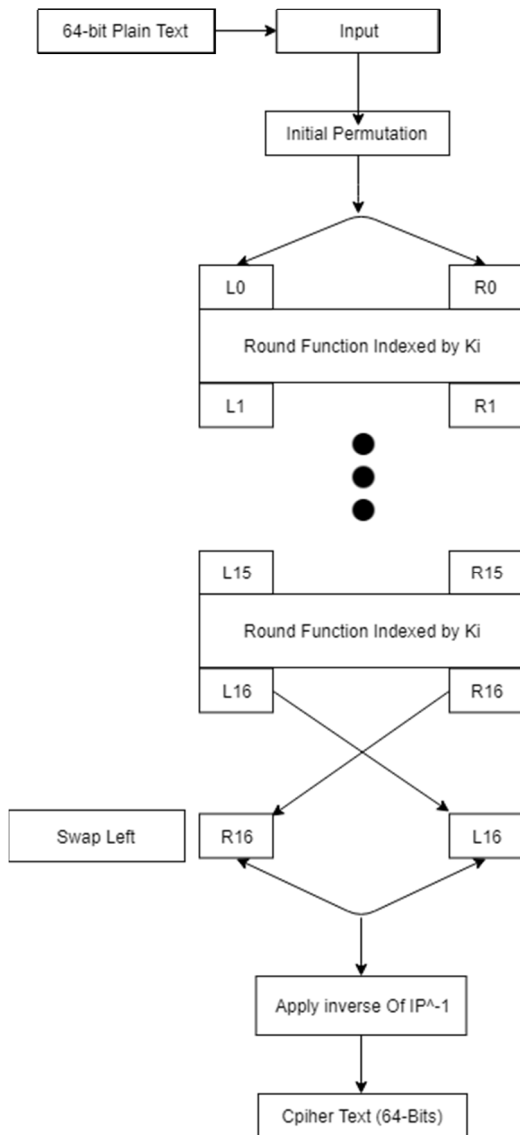 64-bit Plain Text
Input
Initial Permutation
L0
R0
Round Function Indexed by Ki
L1
R1
L15
R15
Round Function Indexed by Ki
L16
R16
Swap Left
R16
L16
Apply inverse Of IP^-1
Cpiher Text (64-Bits)